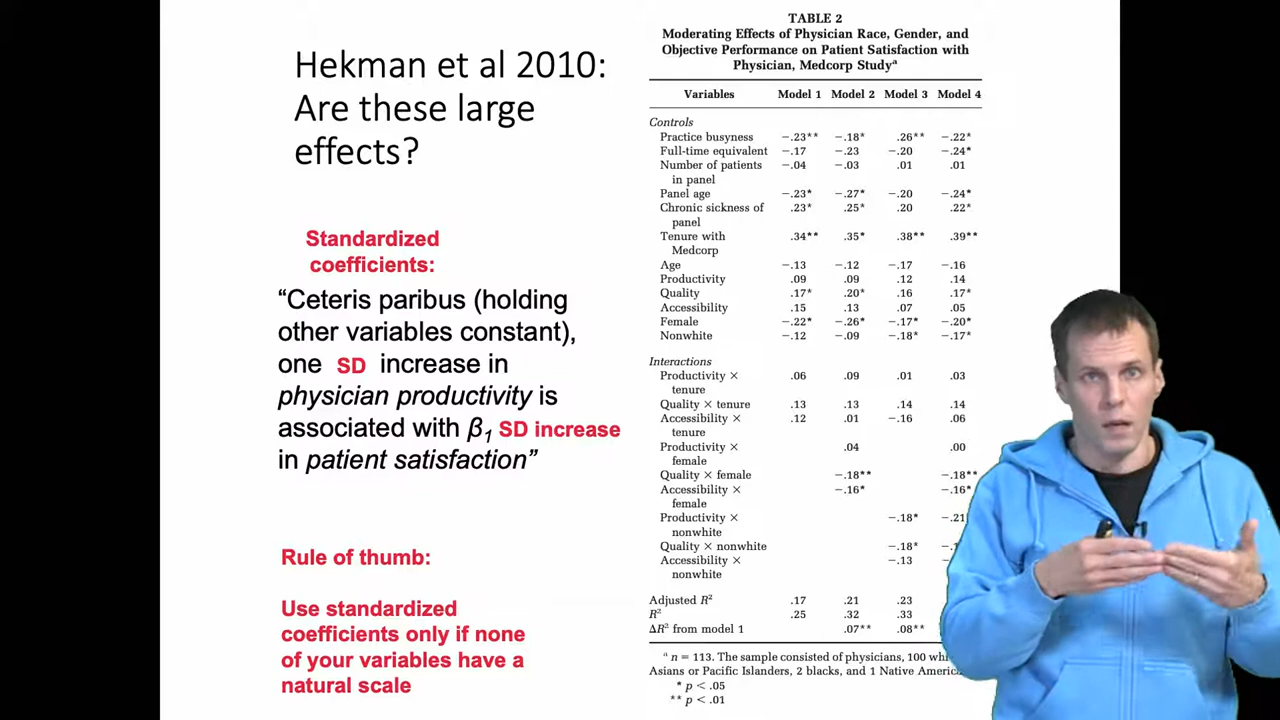 Hekman et al 2010:
Are these large
effects?
Standardized
coefficients:
“Ceteris paribus (holding
other variables constant),
one SD increase in
physician productivity is
associated with β1 SD increase
in patient satisfaction”
Rule of thumb:
Use standardized
coefficients only if none
of your variables have a
natural scale
TABLE 2
Moderating Effects of Physician Race, Gender, and
Objective Performance on Patient Satisfaction with
Physician, Medcorp Studyª
Variables Model 1 Model 2 Model 3 Model 4
Controls
Practice busyness −.23** −.18* .26** −.22*
Full-time equivalent −.17 −.23 −.20 −.24*
Number of patients −.04 −.03 .01 .01
in panel
Panel age −.23* −.27* −.20 −.24*
Chronic sickness of .23* .25* .20 .22*
panel
Tenure with .34** .35* .38** .39**
Medcorp
Age −.13 −.12 −.17 −.16
Productivity .09 .09 .12 .14
Quality .17* .20* .16 .17*
Accessibility .15 .13 .07 .05
Female −.22* −.26* −.17* −.20*
Nonwhite −.12 −.09 −.18* −.17*
Interactions
Productivity × .06 .09 .01 .03
tenure
Quality × tenure .13 .13 .14 .14
Accessibility × .12 .01 −.16 .06
tenure
Productivity × .04 .00
female
Quality × female −.18** −.18**
Accessibility × −.16* −.16*
female
Productivity × −.18* −.21
nonwhite
Quality × nonwhite −.18*
Accessibility × −.13
nonwhite
Adjusted R² .17 .21 .23
R² .25 .32 .33
ΔR² from model 1 .07** .08**
ª n = 113. The sample consisted of physicians, 100
Asians or Pacific Islanders, 2 blacks, and 1 Native
* p < .05
** p < .01